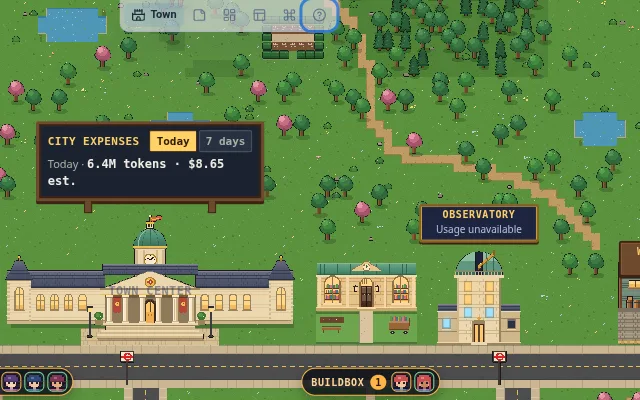 Town
CITY EXPENSES Today 7 days
Today · 6.4M tokens · $8.65
est.
OBSERVATORY
Usage unavailable
TOWN CENTER
BUILDBOX 1